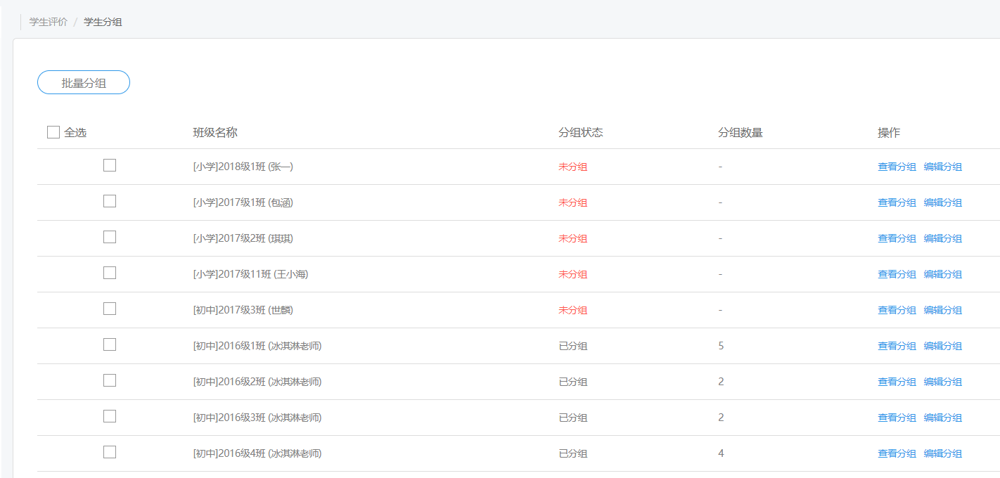 学生评价 / 学生分组
批量分组
全选 班级名称 分组状态 分组数量 操作
[小学]2018级1班 (张一) 未分组 - 查看分组 编辑分组
[小学]2017级1班 (包涵) 未分组 - 查看分组 编辑分组
[小学]2017级2班 (琪琪) 未分组 - 查看分组 编辑分组
[小学]2017级11班 (王小海) 未分组 - 查看分组 编辑分组
[初中]2017级3班 (世麟) 未分组 - 查看分组 编辑分组
[初中]2016级1班 (冰淇淋老师) 已分组 5 查看分组 编辑分组
[初中]2016级2班 (冰淇淋老师) 已分组 2 查看分组 编辑分组
[初中]2016级3班 (冰淇淋老师) 已分组 2 查看分组 编辑分组
[初中]2016级4班 (冰淇淋老师) 已分组 4 查看分组 编辑分组